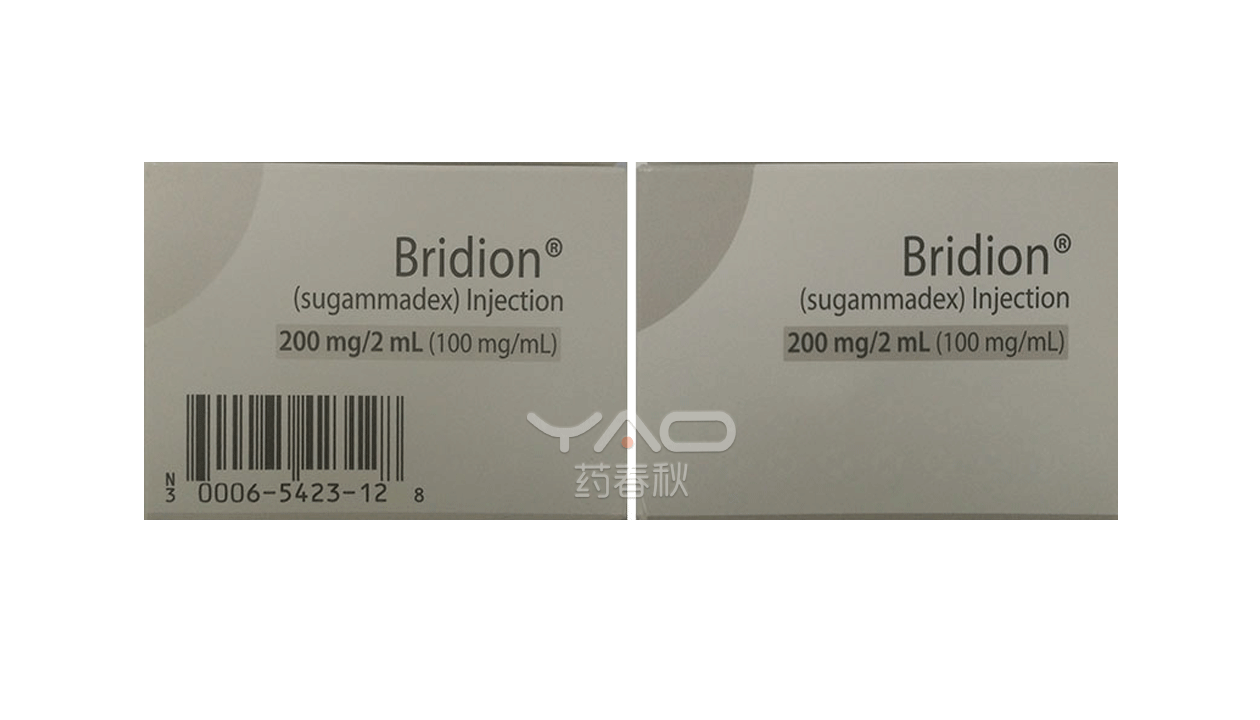 Bridion®
(sugammadex) Injection
200 mg/2 mL (100 mg/mL)
N
3 0006-5423-12 8
Bridion®
(sugammadex) Injection
200 mg/2 mL (100 mg/mL)
YAO
药春秋